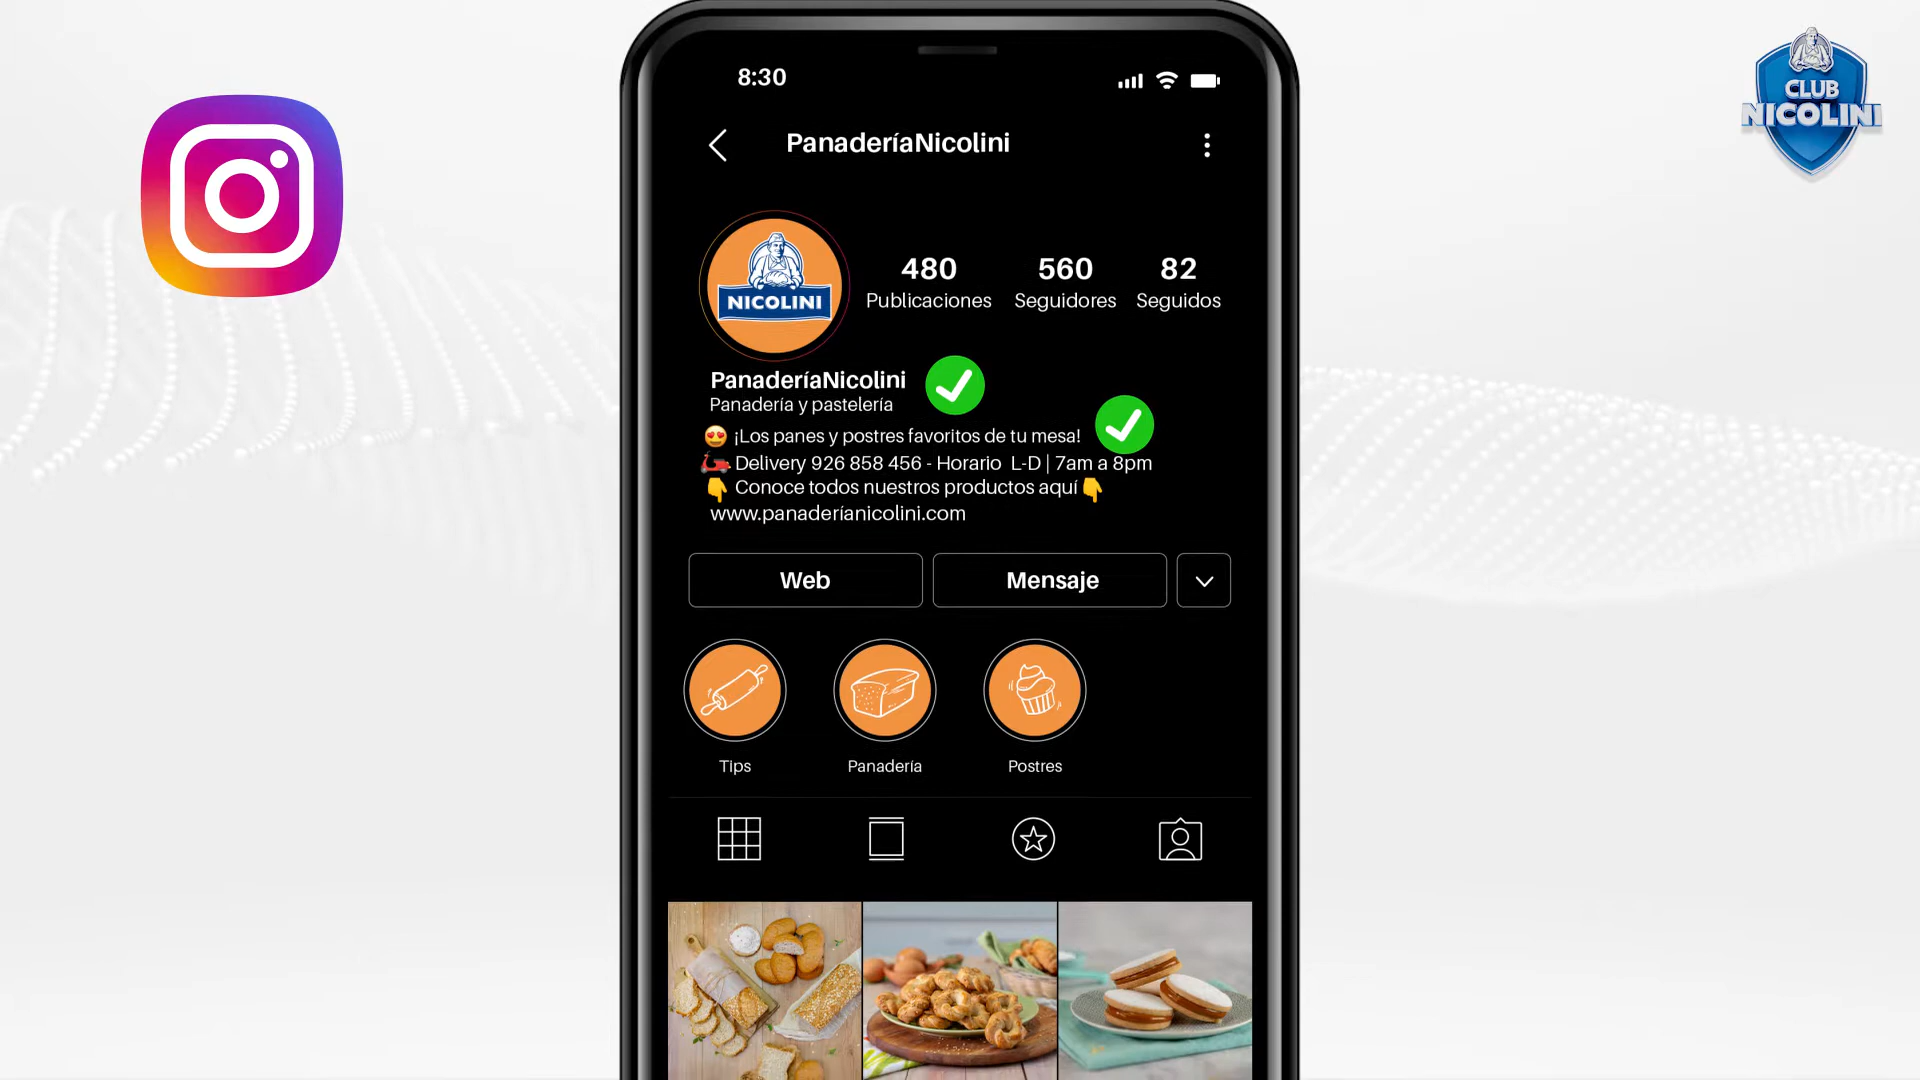 8:30
CLUB
NICOLINI
PanaderíaNicolini
NICOLINI
480 560 82
Publicaciones Seguidores Seguidos
PanaderíaNicolini
Panadería y pastelería
😍 ¡Los panes y postres favoritos de tu mesa!
🛵 Delivery 926 858 456 - Horario L-D | 7am a 8pm
👇 Conoce todos nuestros productos aquí 👇
www.panaderíanicolini.com
Web Mensaje
Tips Panadería Postres